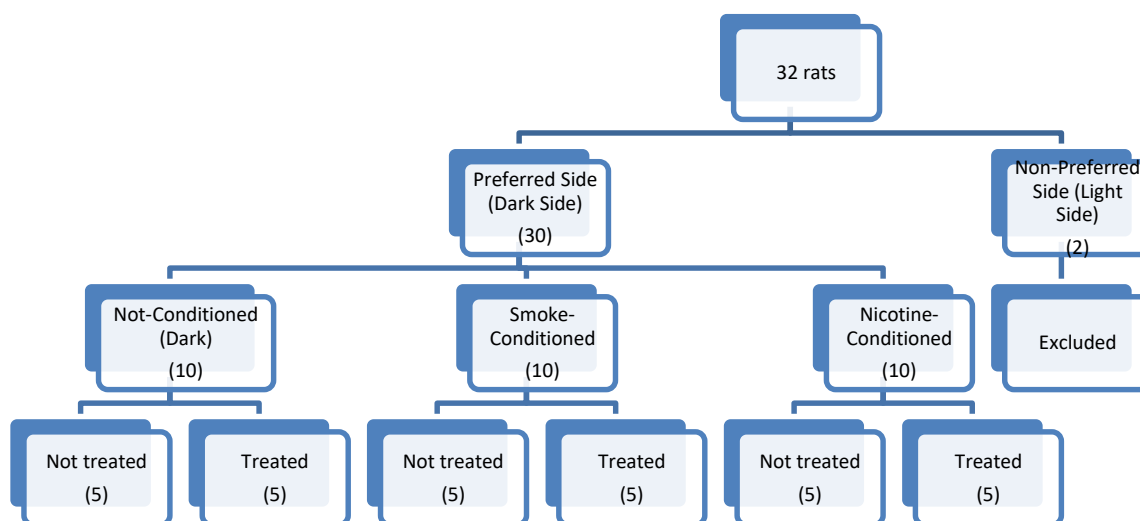 32 rats
Preferred Side
(Dark Side)
(30)
Non-Preferred
Side (Light
Side)
(2)
Not-Conditioned
(Dark)
(10)
Smoke-
Conditioned
(10)
Nicotine-
Conditioned
(10)
Excluded
Not treated
(5)
Treated
(5)
Not treated
(5)
Treated
(5)
Not treated
(5)
Treated
(5)